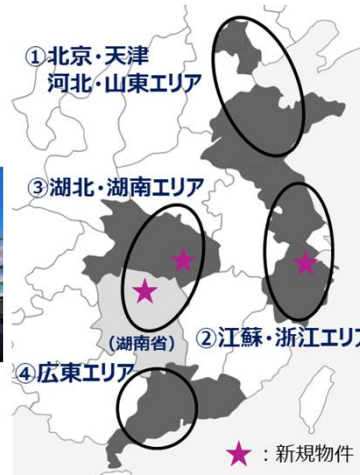 ①北京・天津
河北・山東エリア
③湖北・湖南エリア
(湖南省)
②江蘇・浙江エリア
④広東エリア
★：新規物件